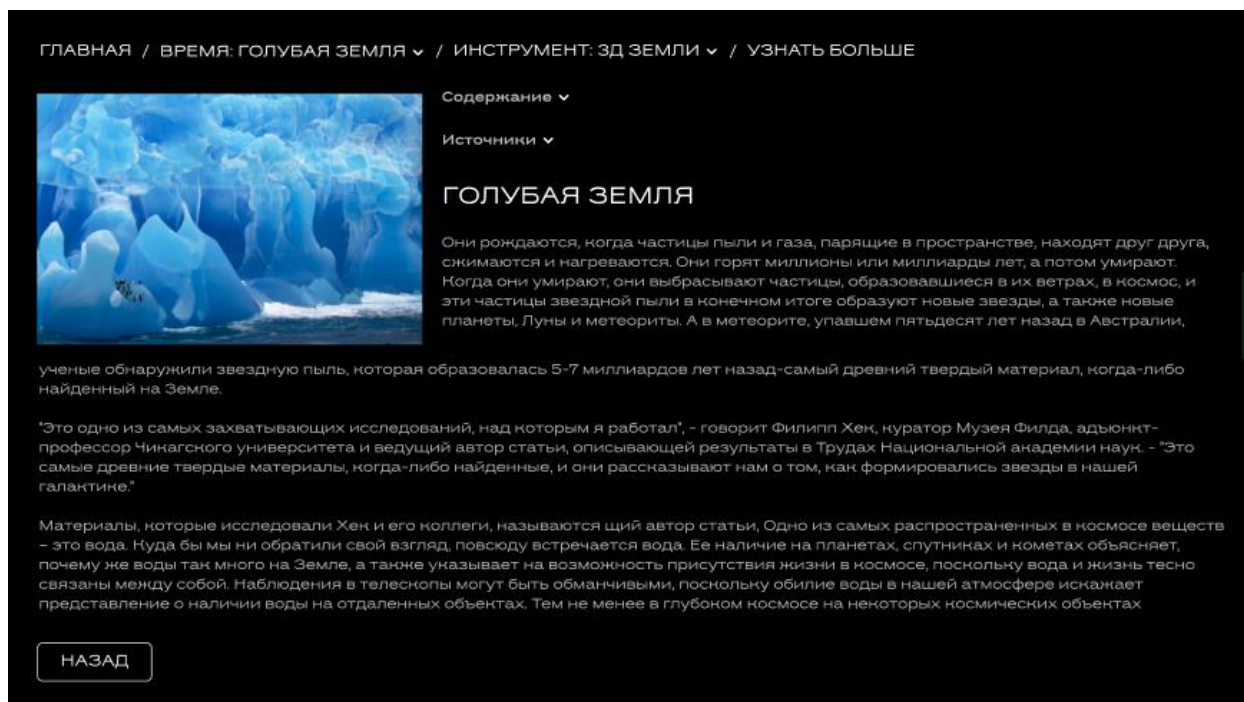 ГЛАВНАЯ / ВРЕМЯ: ГОЛУБАЯ ЗЕМЛЯ / ИНСТРУМЕНТ: 3Д ЗЕМЛИ / УЗНАТЬ БОЛЬШЕ
Содержание
Источники
ГОЛУБАЯ ЗЕМЛЯ
Они рождаются, когда частицы пыли и газа, парящие в пространстве, находят друг друга,
сжимаются и нагреваются. Они горят миллионы или миллиарды лет, а потом умирают.
Когда они умирают, они выбрасывают частицы, образовавшиеся в их ветрах, в космос, и
эти частицы звездной пыли в конечном итоге образуют новые звезды, а также новые
планеты, Луны и метеориты. А в метеорите, упавшем пятьдесят лет назад в Австралии,
ученые обнаружили звездную пыль, которая образовалась 5-7 миллиардов лет назад-самый древний твердый материал, когда-либо
найденный на Земле.
"Это одно из самых захватывающих исследований, над которым я работал", - говорит Филипп Хек, куратор Музея Филда, адъюнкт-
профессор Чикагского университета и ведущий автор статьи, описывающей результаты в Трудах Национальной академии наук. - "Это
самые древние твердые материалы, когда-либо найденные, и они рассказывают нам о том, как формировались звезды в нашей
галактике."
Материалы, которые исследовали Хек и его коллеги, называются щий автор статьи, Одно из самых распространенных в космосе веществ
– это вода. Куда бы мы ни обратили свой взгляд, повсюду встречается вода. Ее наличие на планетах, спутниках и кометах объясняет,
почему же воды так много на Земле, а также указывает на возможность присутствия жизни в космосе, поскольку вода и жизнь тесно
связаны между собой. Наблюдения в телескопы могут быть обманчивыми, поскольку обилие воды в нашей атмосфере искажает
представление о наличии воды на отдаленных объектах. Тем не менее в глубоком космосе на некоторых космических объектах
НАЗАД